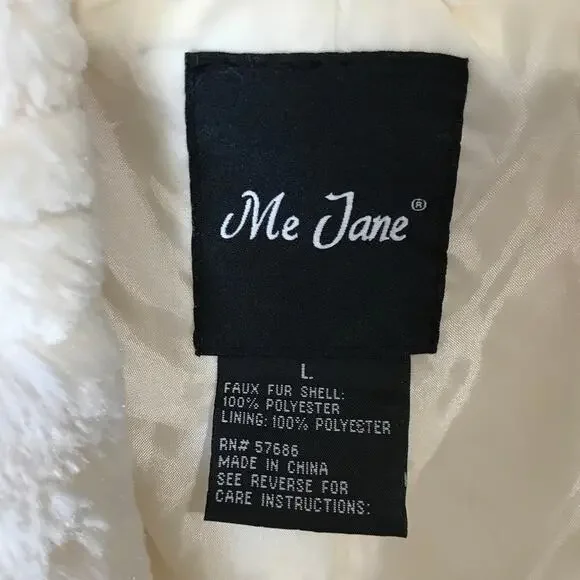 Me Jane®
L
FAUX FUR SHELL:
100% POLYESTER
LINING: 100% POLYESTER
RN# 57686
MADE IN CHINA
SEE REVERSE FOR
CARE INSTRUCTIONS: